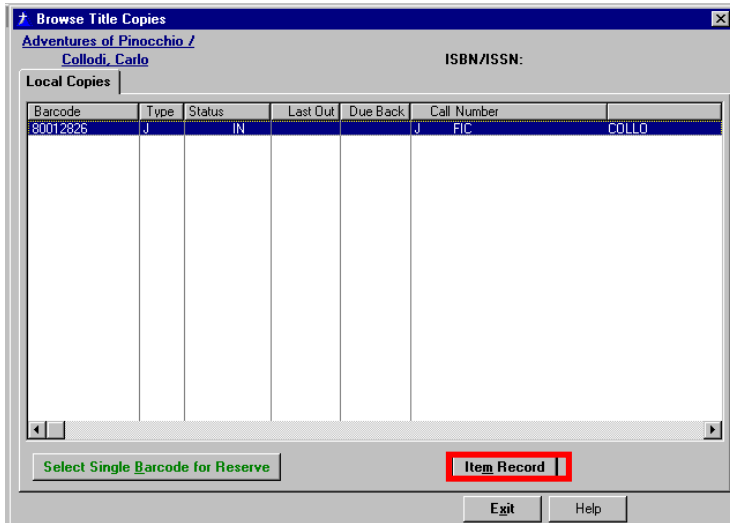 Browse Title Copies
Adventures of Pinocchio /
Collodi, Carlo ISBN/ISSN:
Local Copies
Barcode Type Status Last Out Due Back Call Number
80012826 J IN J FIC COLLO
Select Single Barcode for Reserve Item Record
Exit Help